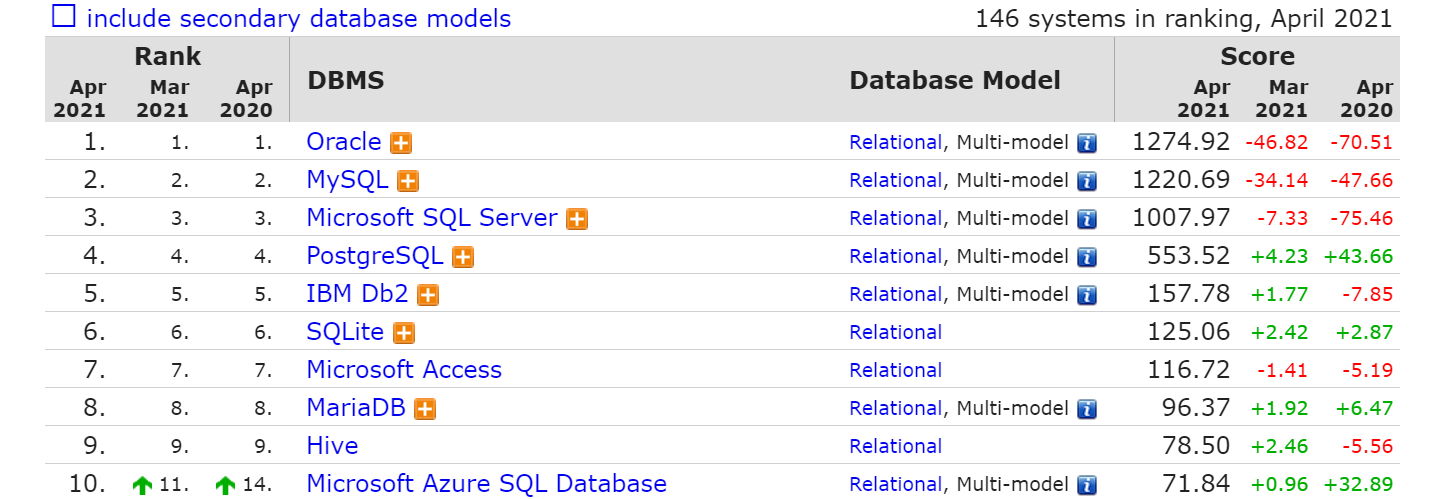 include secondary database models 146 systems in ranking, April 2021
Rank DBMS Database Model Score
Apr 2021 Mar 2021 Apr 2020 Apr 2021 Mar 2021 Apr 2020
1. 1. 1. Oracle Relational, Multi-model 1274.92 -46.82 -70.51
2. 2. 2. MySQL Relational, Multi-model 1220.69 -34.14 -47.66
3. 3. 3. Microsoft SQL Server Relational, Multi-model 1007.97 -7.33 -75.46
4. 4. 4. PostgreSQL Relational, Multi-model 553.52 +4.23 +43.66
5. 5. 5. IBM Db2 Relational, Multi-model 157.78 +1.77 -7.85
6. 6. 6. SQLite Relational 125.06 +2.42 +2.87
7. 7. 7. Microsoft Access Relational 116.72 -1.41 -5.19
8. 8. 8. MariaDB Relational, Multi-model 96.37 +1.92 +6.47
9. 9. 9. Hive Relational 78.50 +2.46 -5.56
10. 11. 14. Microsoft Azure SQL Database Relational, Multi-model 71.84 +0.96 +32.89